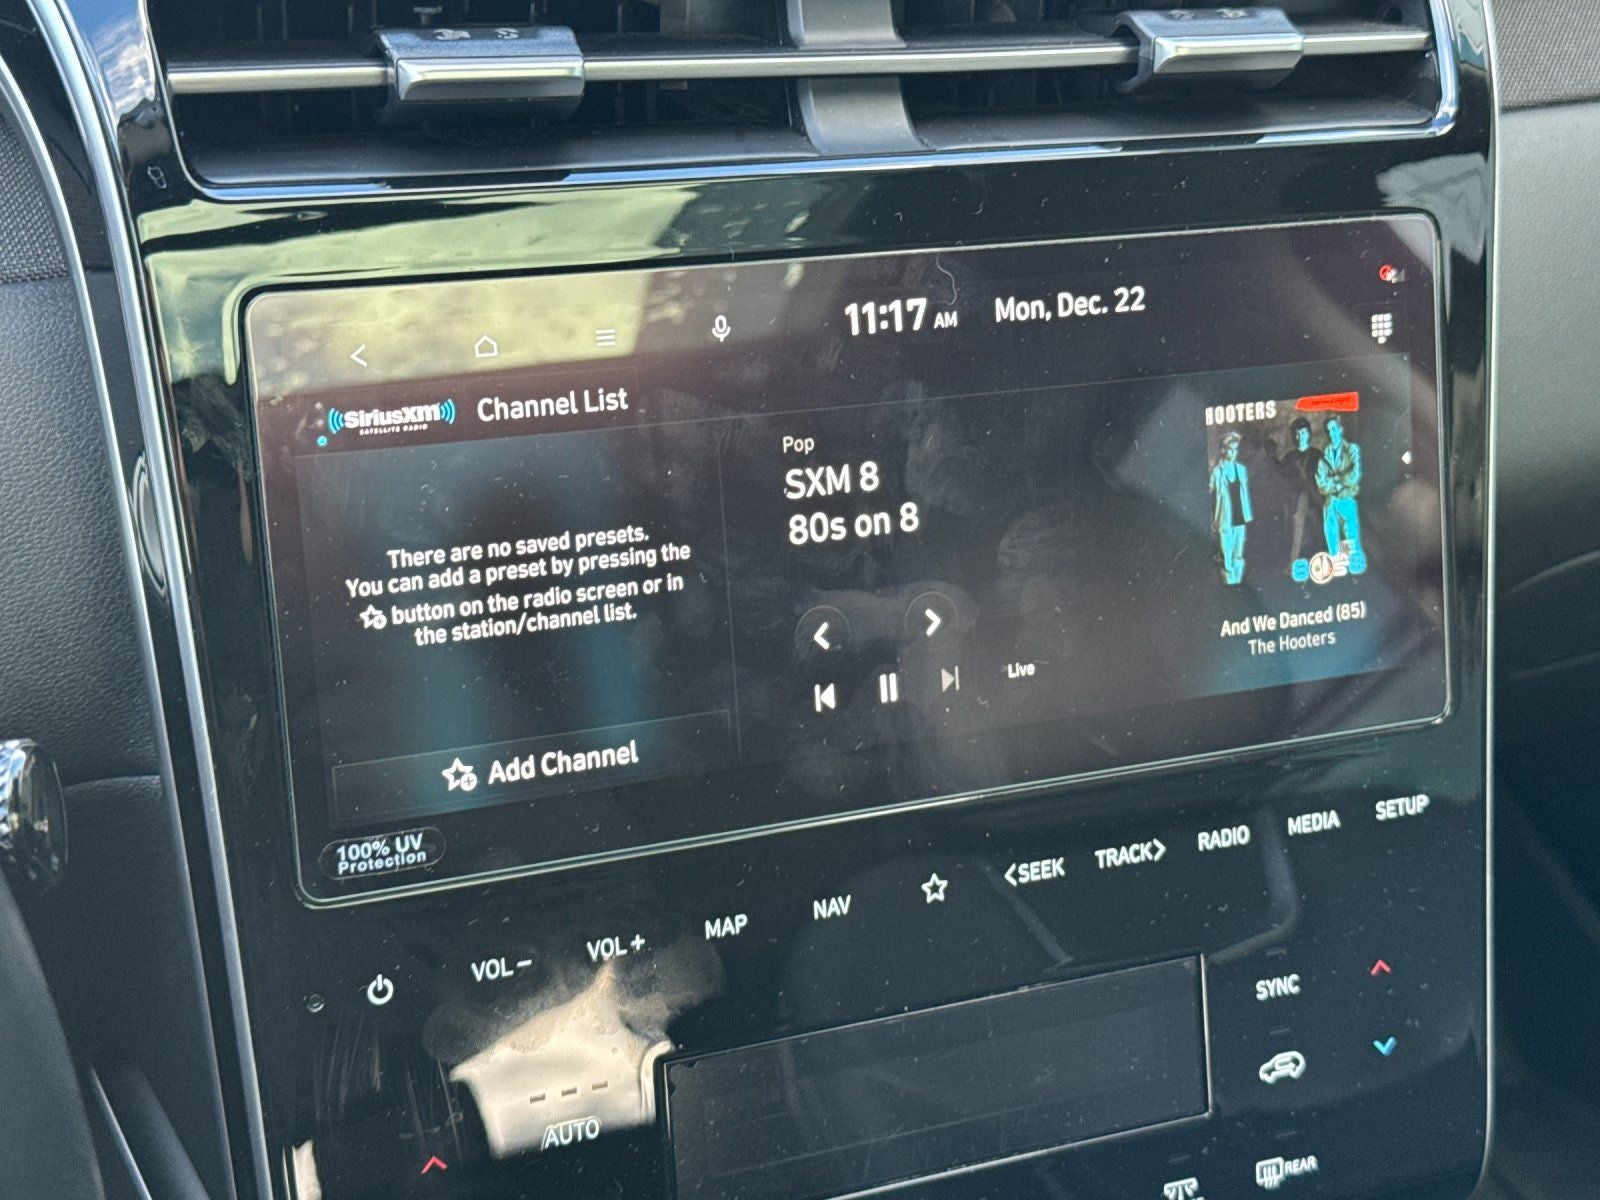 11:17 AM
Mon, Dec. 22
SiriusXM
SATELLITE RADIO
Channel List
There are no saved presets.
You can add a preset by pressing the
button on the radio screen or in
the station/channel list.
Add Channel
Pop
SXM 8
80s on 8
Live
HOOTERS
And We Danced (85)
The Hooters
100% UV
Protection
VOL −
VOL +
MAP
NAV
<SEEK
TRACK>
RADIO
MEDIA
SETUP
SYNC
---
AUTO
REAR